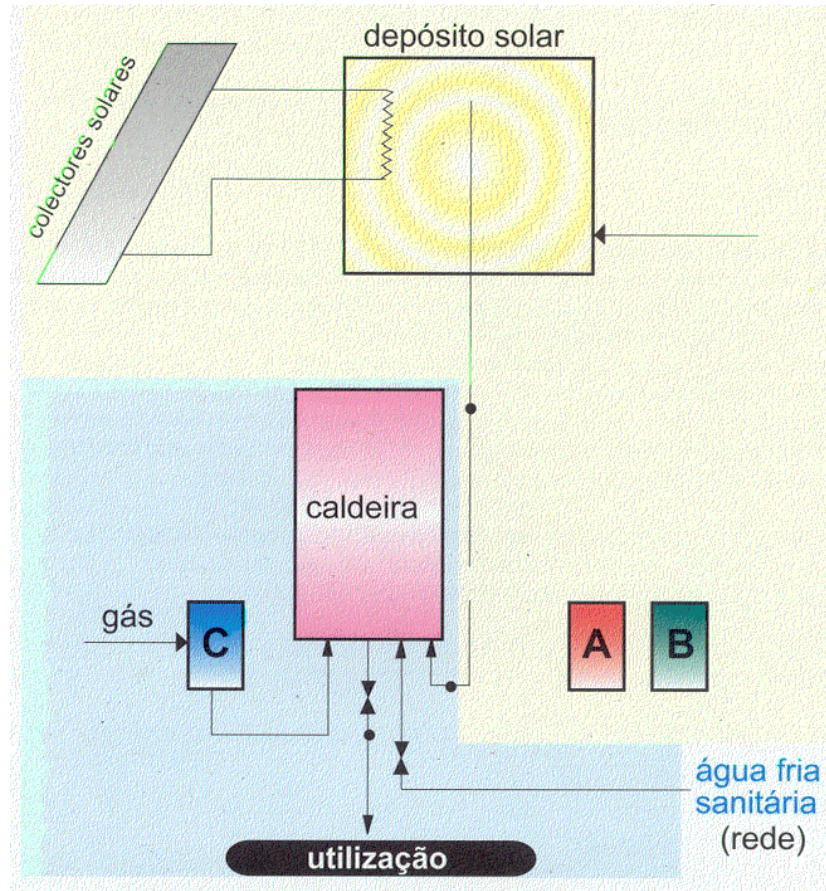 depósito solar
colectores solares
caldeira
gás
C
A
B
água fria
sanitária
(rede)
utilização